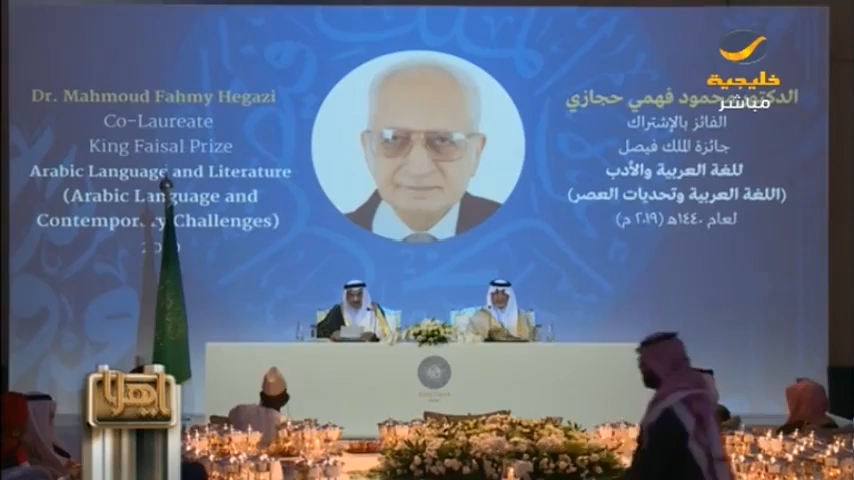 خليجية
مباشر
Dr. Mahmoud Fahmy Hegazi
Co-Laureate
King Faisal Prize
Arabic Language and Literature
(Arabic Language and
Contemporary Challenges)
الدكتور محمود فهمي حجازي
الفائز بالإشتراك
جائزة الملك فيصل
للغة العربية والأدب
(اللغة العربية وتحديات العصر)
لعام ١٤٤٠هـ (٢٠١٩ م)
ياهلا